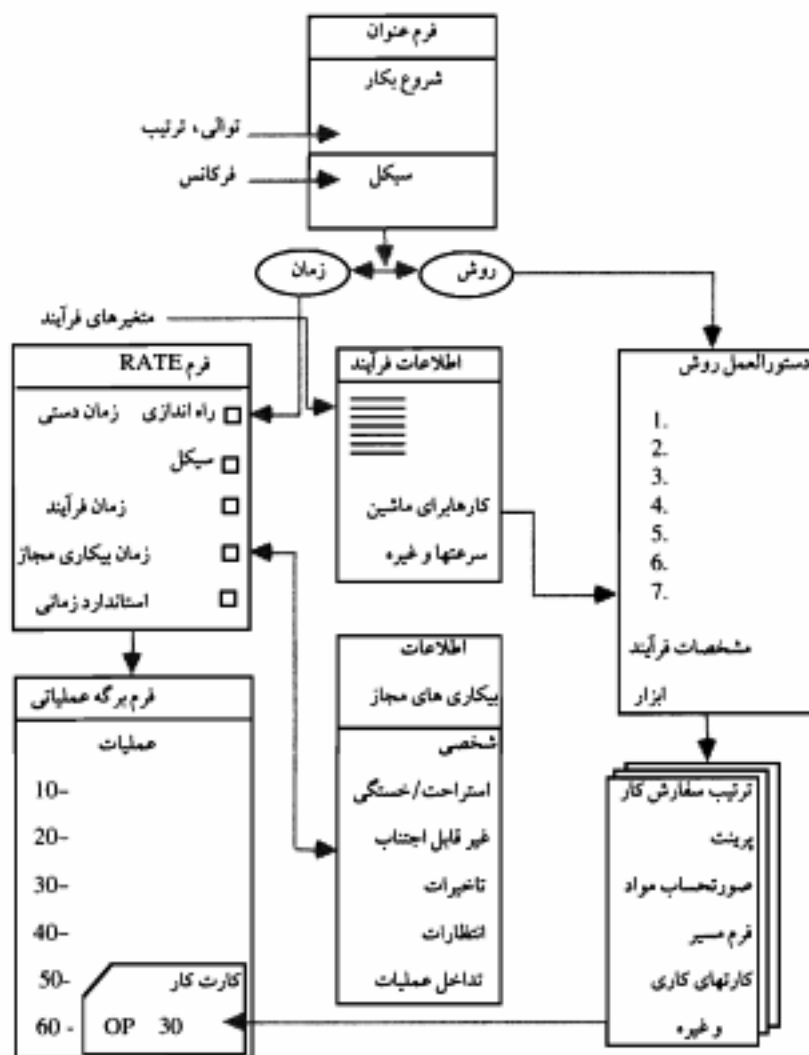 فرم عنوان
شروع بکار
توالی، ترتیب
فرکانس
سیکل
زمان
روش
متغیرهای فرآیند
فرم RATE
راه اندازی زمان دستی
سیکل
زمان فرآیند
زمان بیکاری مجاز
استاندارد زمانی
اطلاعات فرآیند
کارهابرای ماشین
سرعتها و غیره
دستورالعمل روش
1.
2.
3.
4.
5.
6.
7.
مشخصات فرآیند
ابزار
فرم برگه عملیاتی
عملیات
10-
20-
30-
40-
50-
60 -
کارت کار
OP 30
اطلاعات
بیکاری های مجاز
شخصی
استراحت/خستگی
غیر قابل اجتناب
تاخیرات
انتظارات
تداخل عملیات
ترتیب سفارش کار
پرینت
صورتحساب مواد
فرم مسیر
کارتهای کاری
و غیره